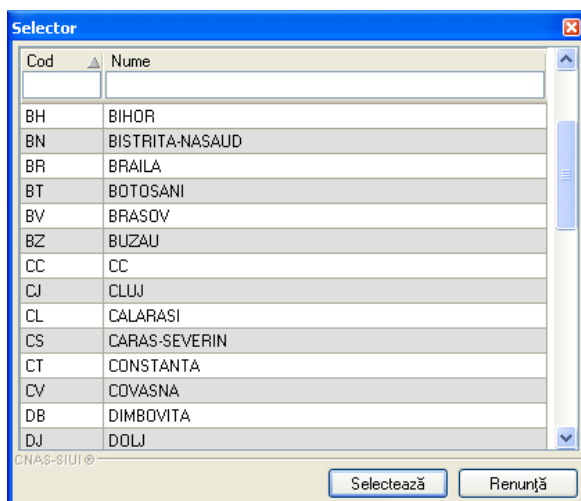 Selector
Cod Nume
BH BIHOR
BN BISTRITA-NASAUD
BR BRAILA
BT BOTOSANI
BV BRASOV
BZ BUZAU
CC CC
CJ CLUJ
CL CALARASI
CS CARAS-SEVERIN
CT CONSTANTA
CV COVASNA
DB DIMBOVITA
DJ DOLJ
CNAS-SIUI ®
Selectează Renunţă